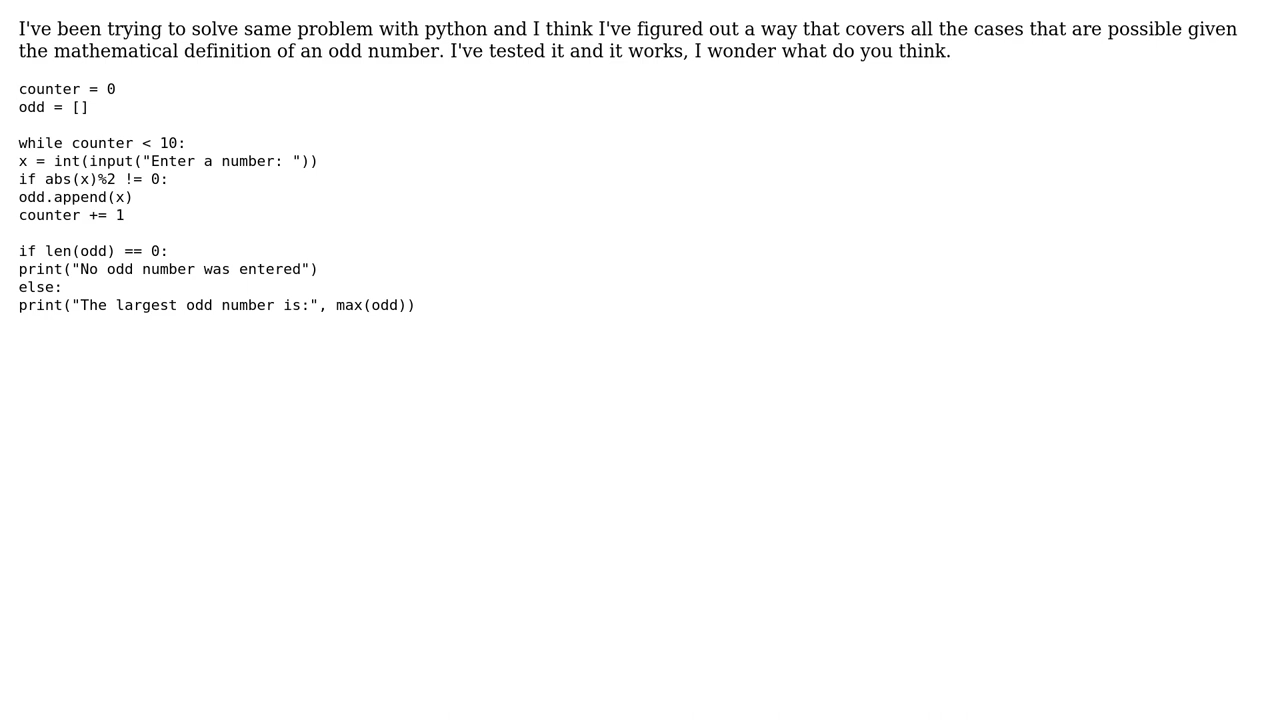 I've been trying to solve same problem with python and I think I've figured out a way that covers all the cases that are possible given
the mathematical definition of an odd number. I've tested it and it works, I wonder what do you think.
counter = 0
odd = []
while counter < 10:
x = int(input("Enter a number: "))
if abs(x)%2 != 0:
odd.append(x)
counter += 1
if len(odd) == 0:
print("No odd number was entered")
else:
print("The largest odd number is:", max(odd))